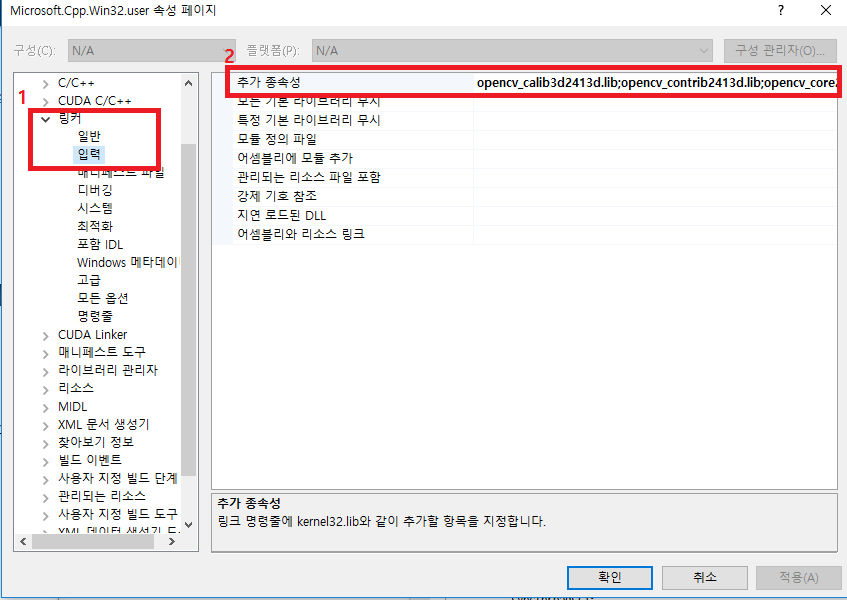 Microsoft.Cpp.Win32.user 속성 페이지
?
구성(C):
N/A
플랫폼(P):
N/A
구성 관리자(O)...
1
2
C/C++
CUDA C/C++
링커
일반
입력
매니페스트 파일
디버깅
시스템
최적화
포함 IDL
Windows 메타데이
고급
모든 옵션
명령줄
CUDA Linker
매니페스트 도구
라이브러리 관리자
리소스
MIDL
XML 문서 생성기
찾아보기 정보
빌드 이벤트
사용자 지정 빌드 단계
관리되는 리소스
사용자 지정 빌드 도구
XML 데이터 생성기 도
추가 종속성 opencv_calib3d2413d.lib;opencv_contrib2413d.lib;opencv_core2
모든 기본 라이브러리 무시
특정 기본 라이브러리 무시
모듈 정의 파일
어셈블리에 모듈 추가
관리되는 리소스 파일 포함
강제 기호 참조
지연 로드된 DLL
어셈블리와 리소스 링크
추가 종속성
링크 명령줄에 kernel32.lib와 같이 추가할 항목을 지정합니다.
확인
취소
적용(A)